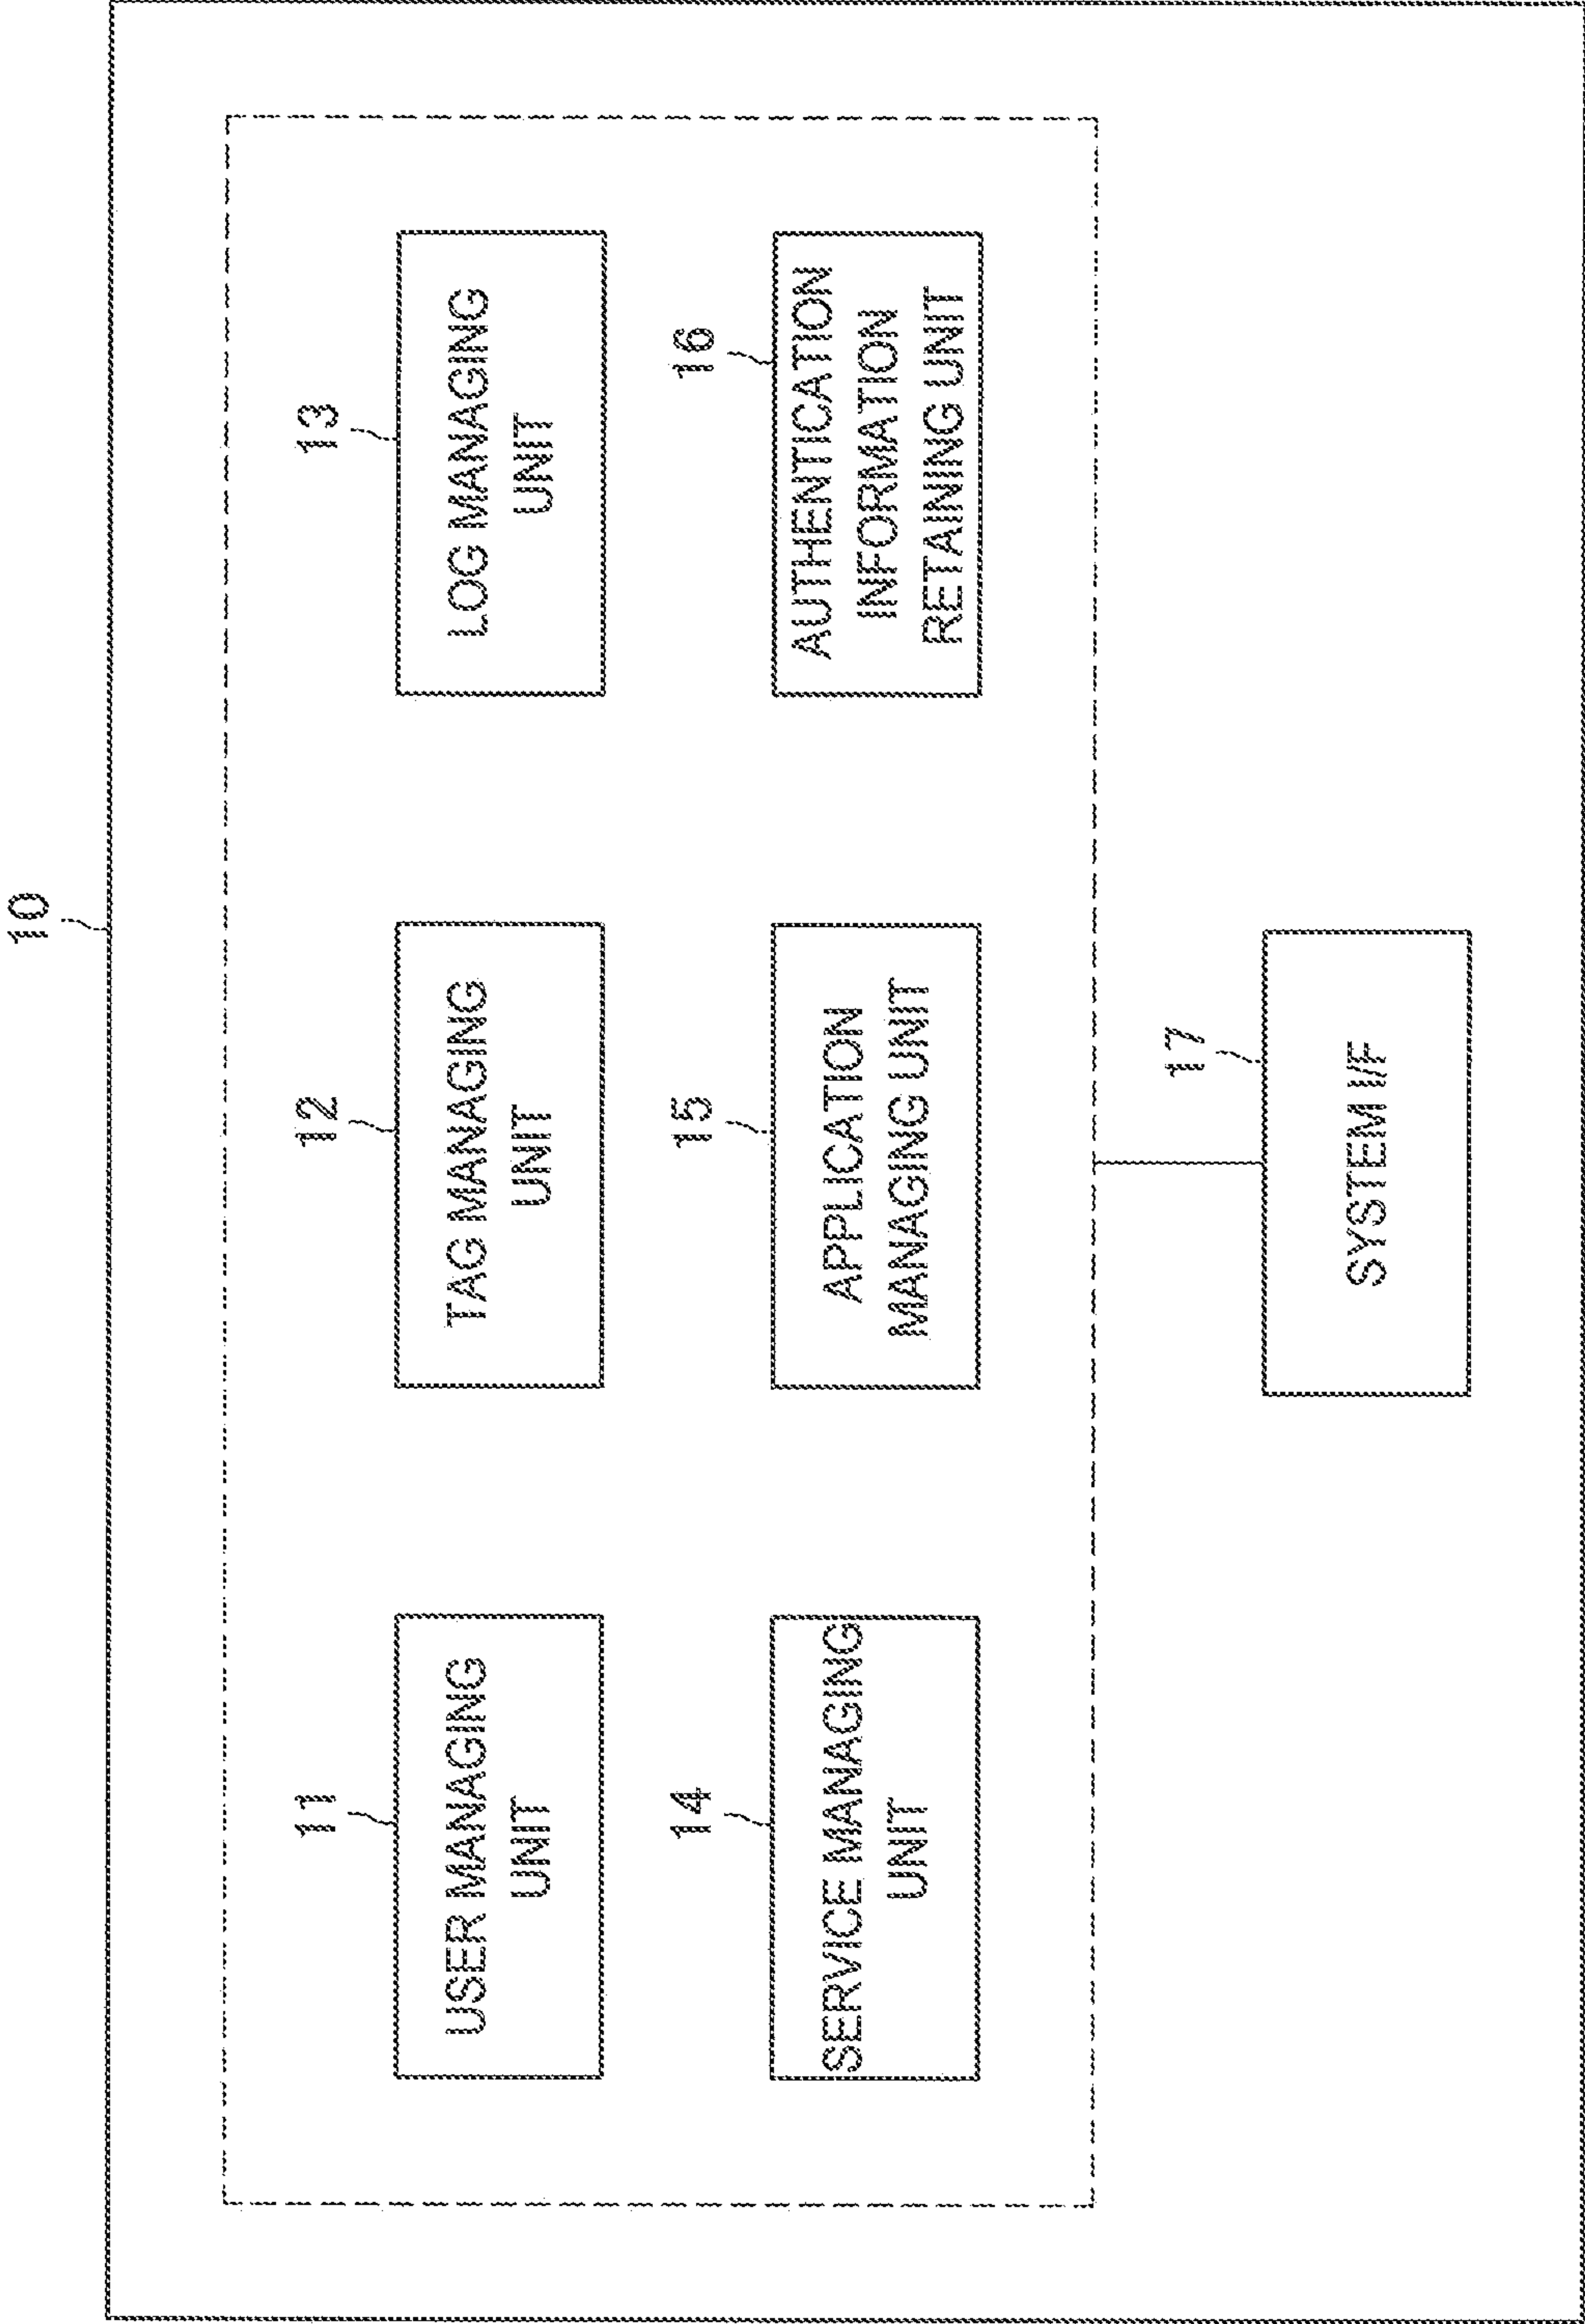 10
11
USER MANAGING
UNIT
12
TAG MANAGING
UNIT
13
LOG MANAGING
UNIT
14
SERVICE MANAGING
UNIT
15
APPLICATION
MANAGING UNIT
16
AUTHENTICATION
INFORMATION
RETAINING UNIT
17
SYSTEM I/F